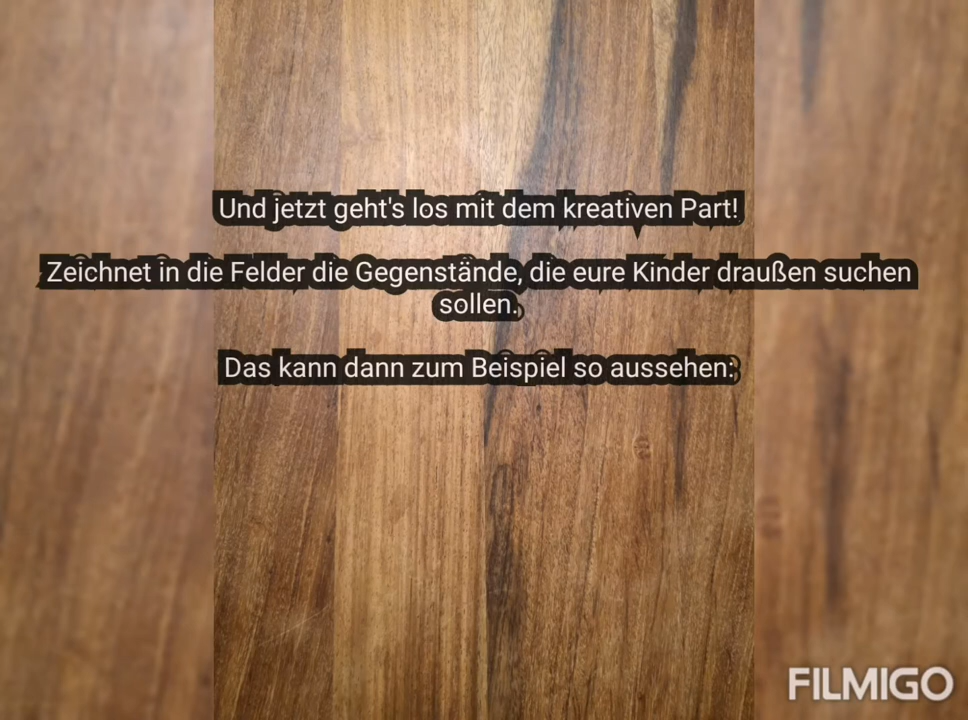 Und jetzt geht's los mit dem kreativen Part!
Zeichnet in die Felder die Gegenstände, die eure Kinder draußen suchen
sollen.
Das kann dann zum Beispiel so aussehen:
FILMIGO